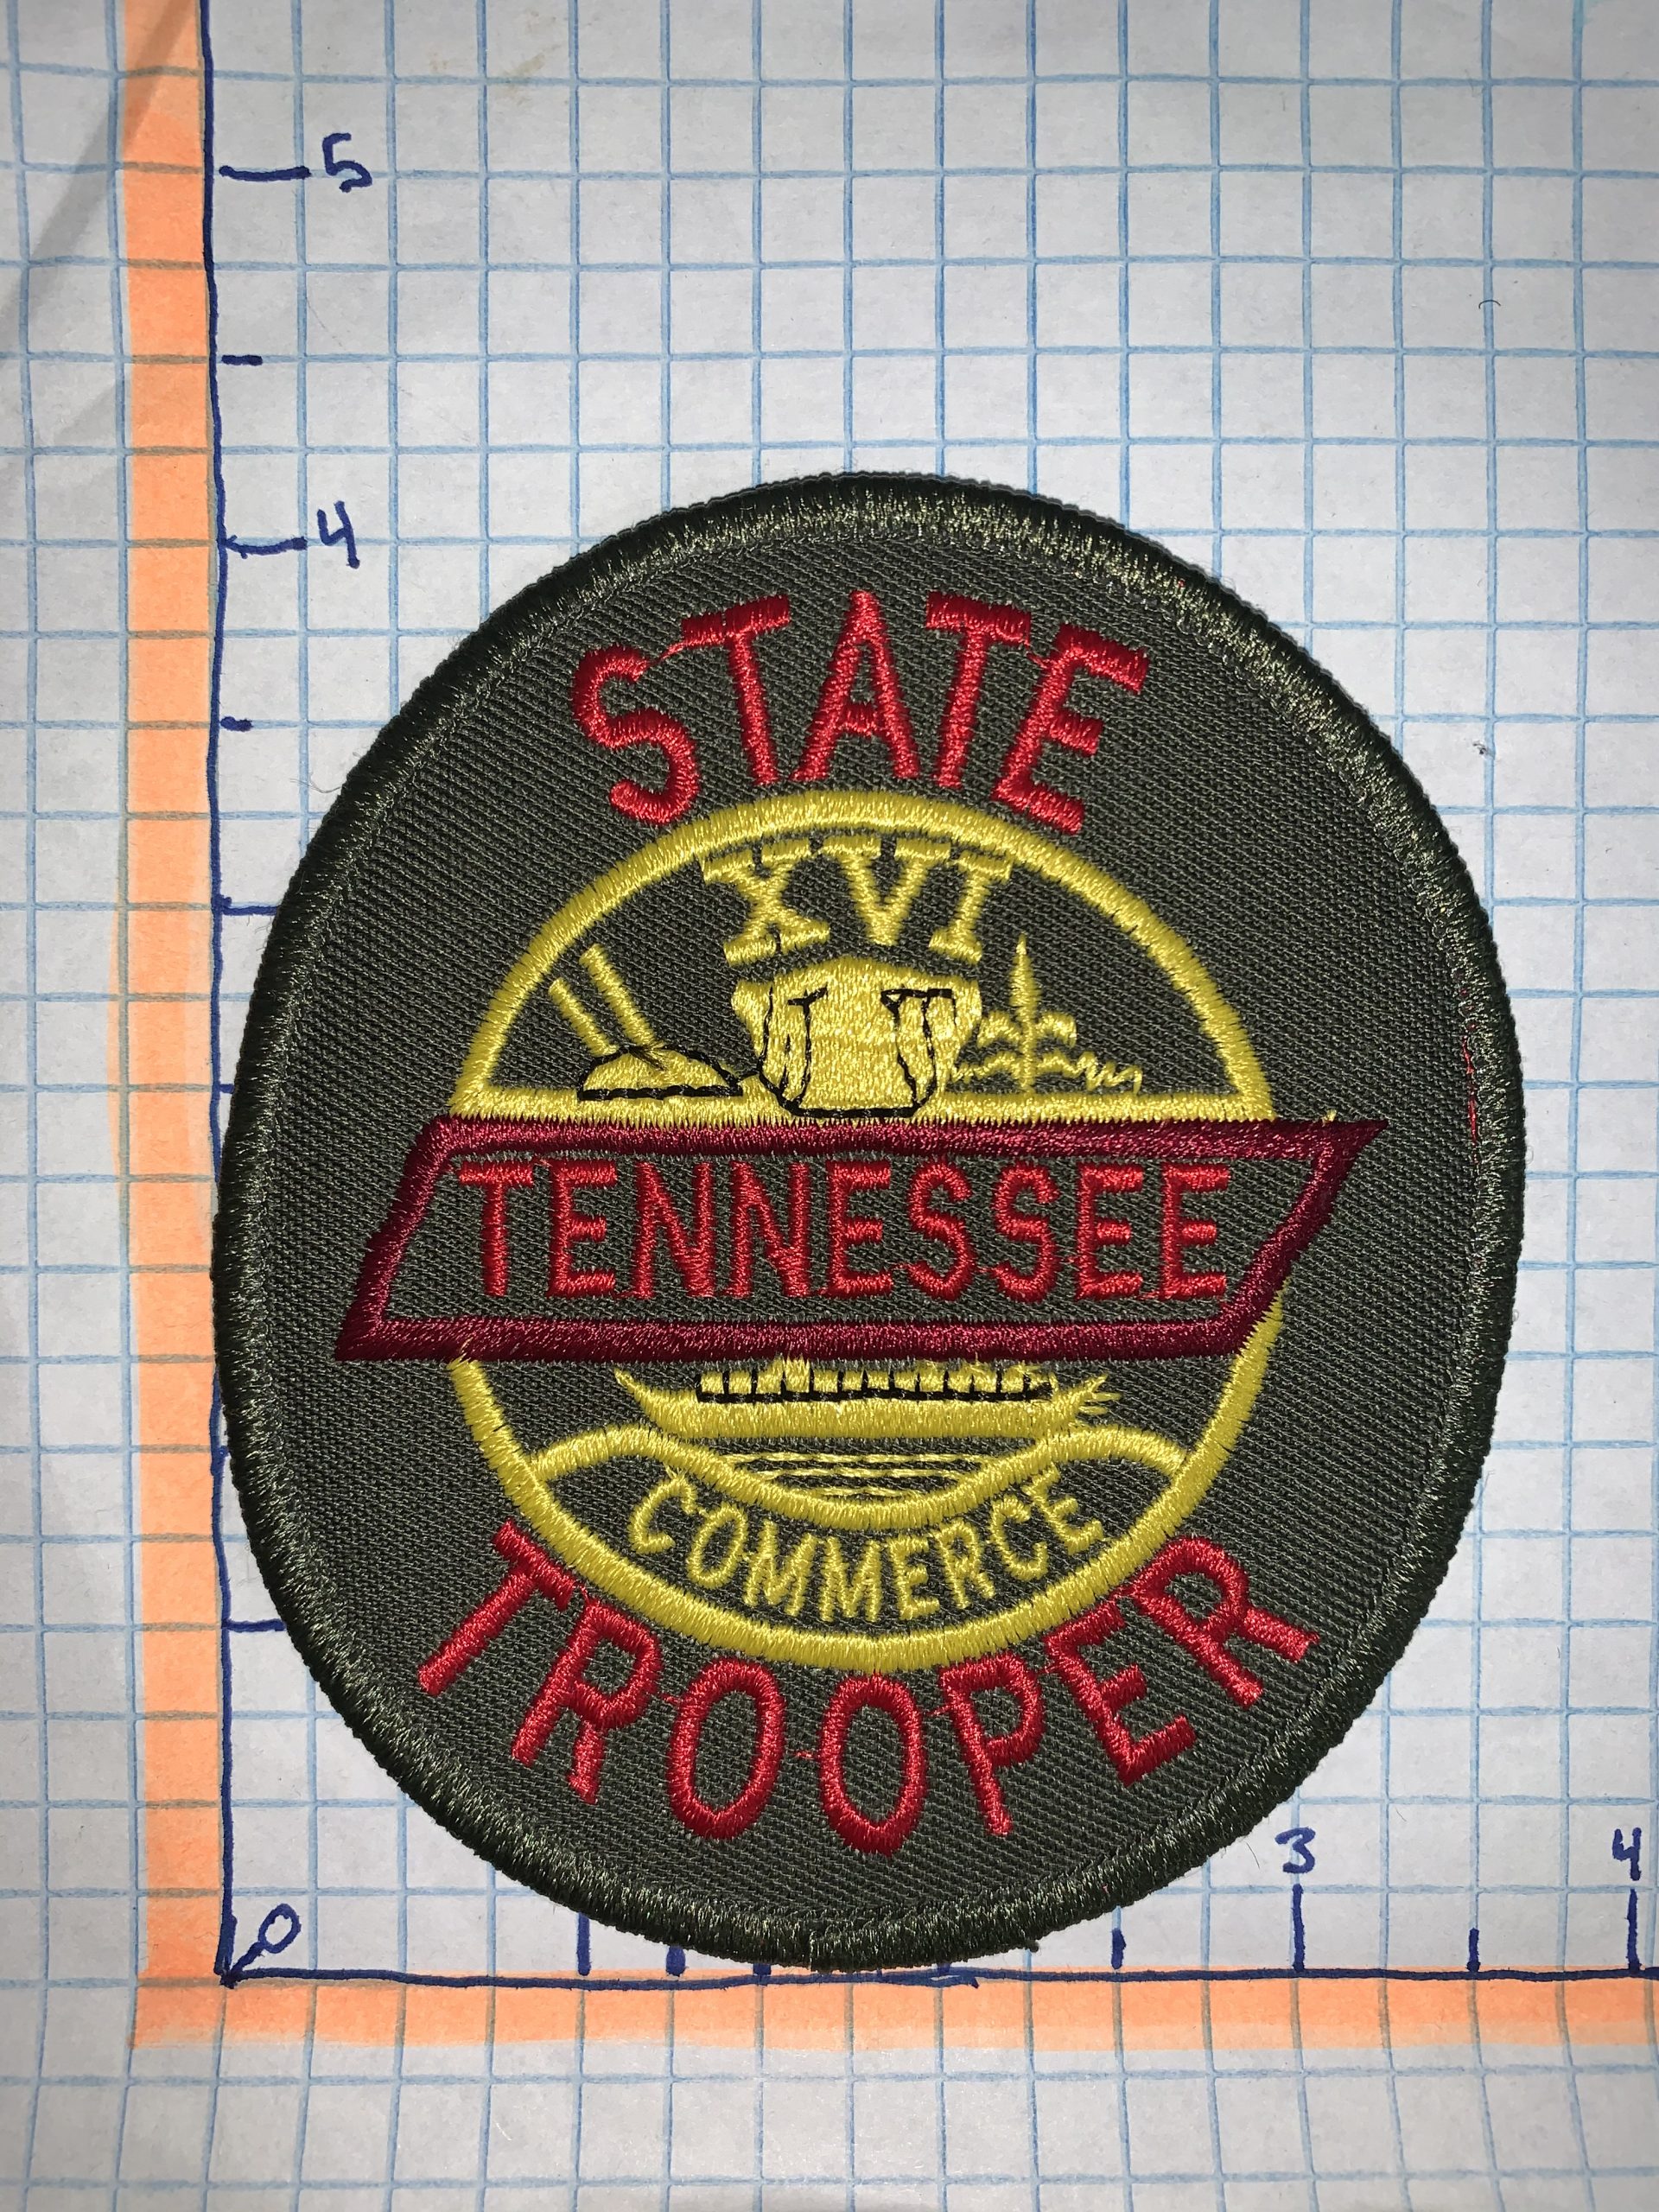 5
4
STATE
XVI
TENNESSEE
COMMERCE
TROOPER
0
3
4